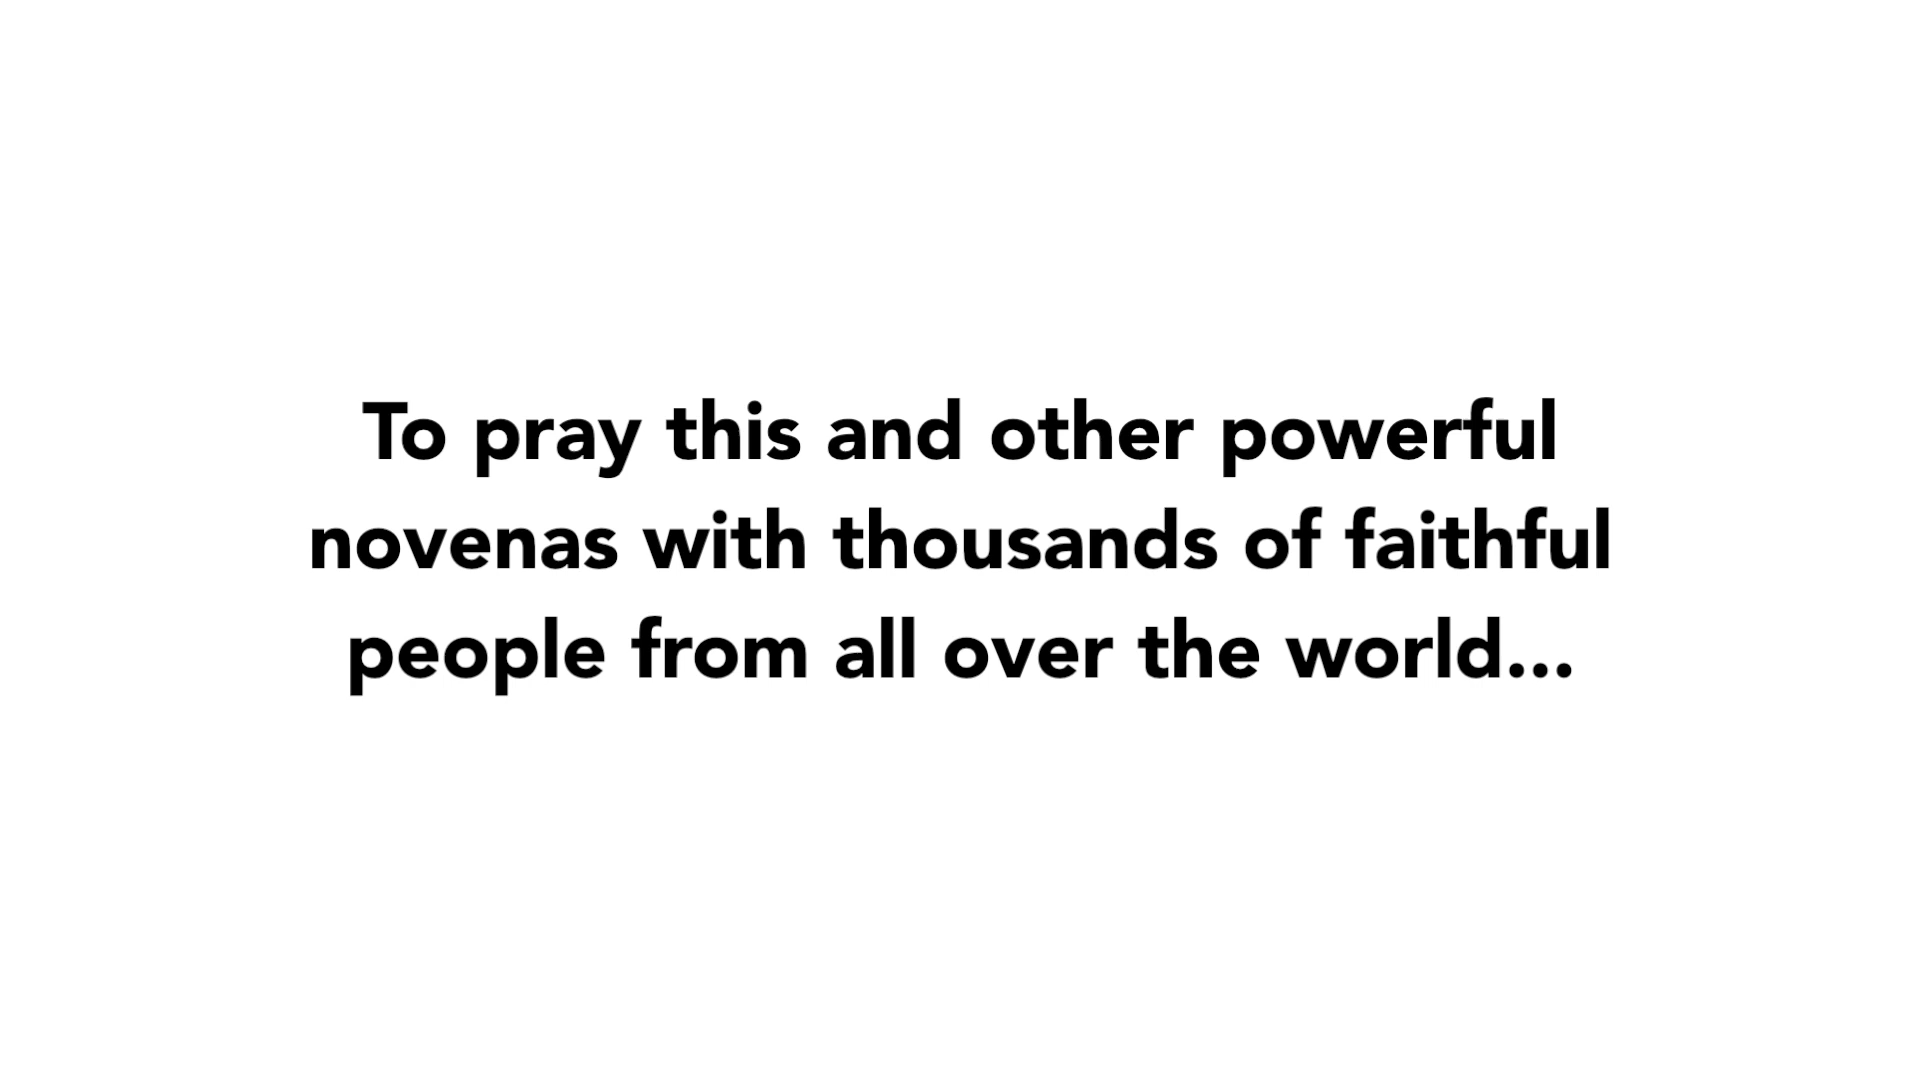 To pray this and other powerful
novenas with thousands of faithful
people from all over the world...